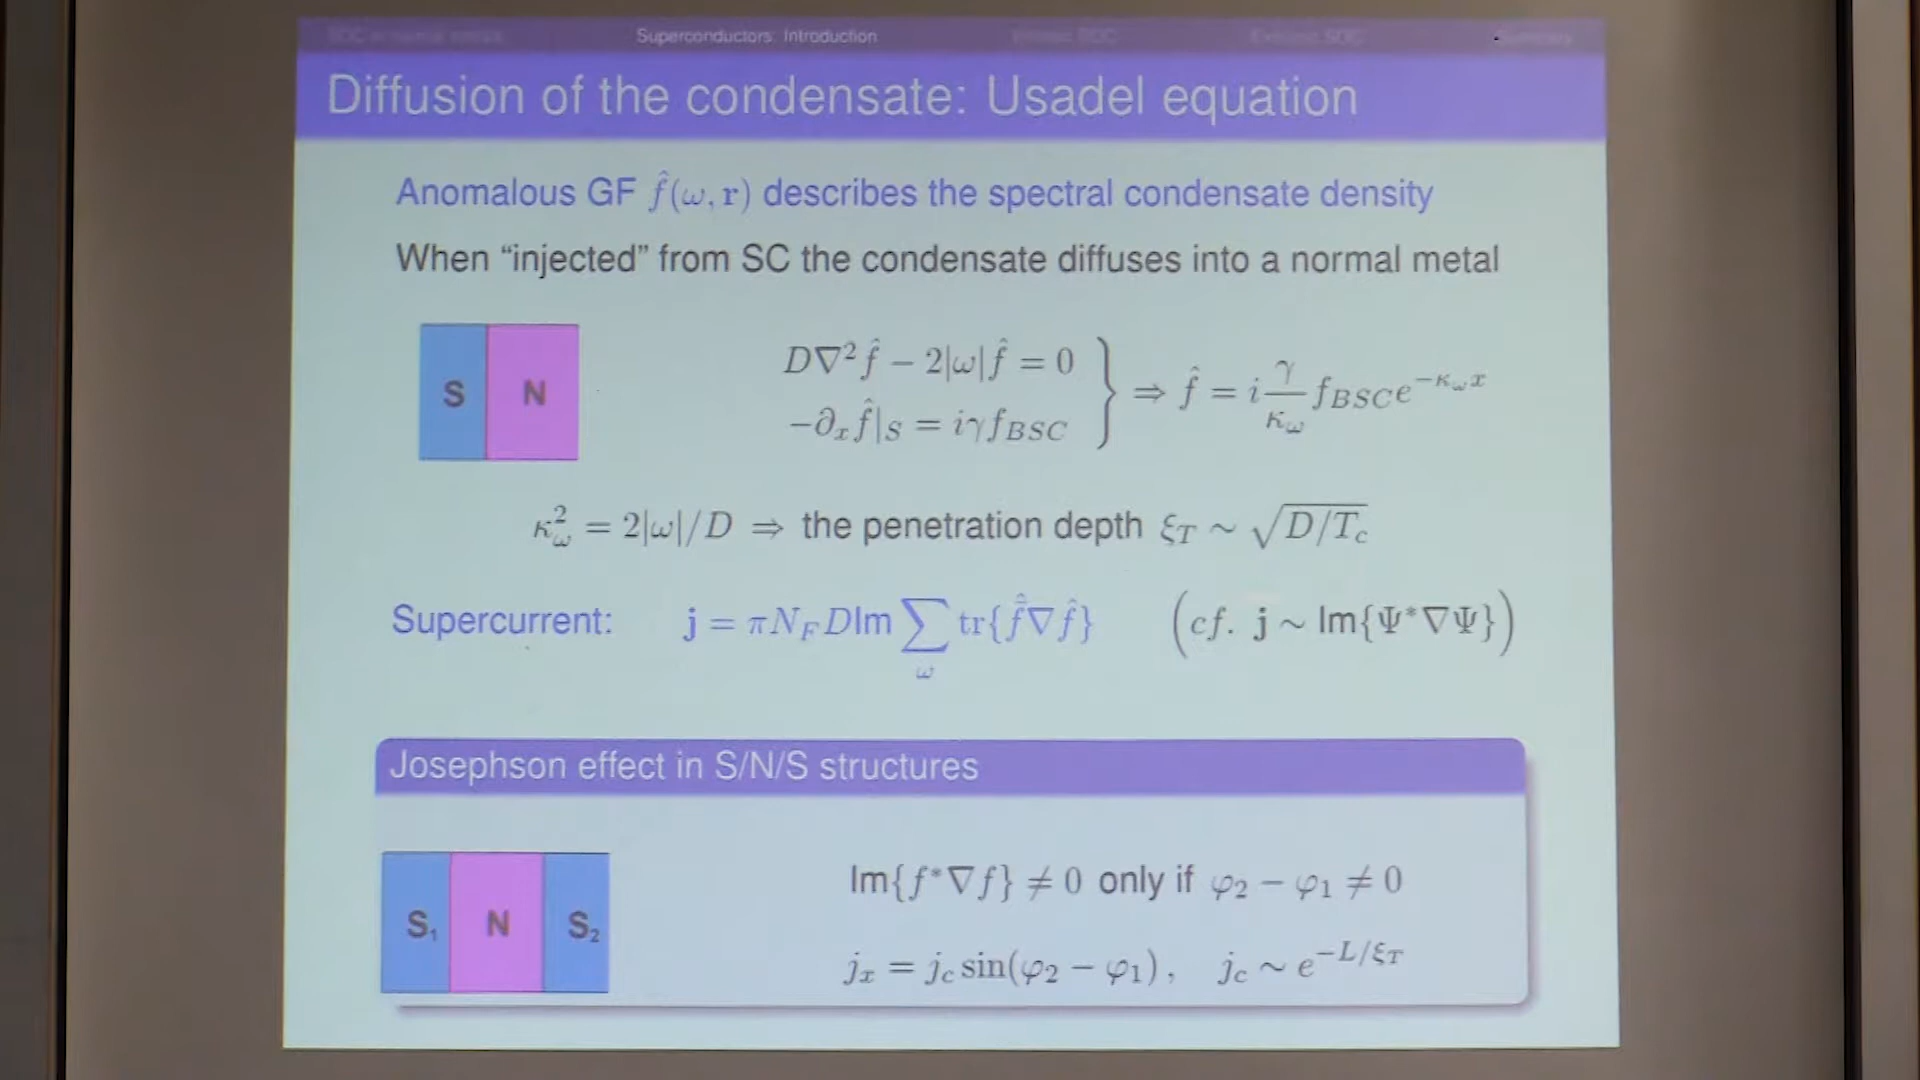 Superconductors: Introduction
Diffusion of the condensate: Usadel equation
Anomalous GF f̂(ω, r) describes the spectral condensate density
When “injected” from SC the condensate diffuses into a normal metal
S N
D∇²f̂ − 2|ω|f̂ = 0
−∂ₓf̂|_S = iγf_BSC
⇒ f̂ = i γ/κ_ω f_BSC e^{−κ_ω x}
κ_ω² = 2|ω|/D ⇒ the penetration depth ξ_T ~ √(D/T_c)
Supercurrent: j = πN_F D Im ∑_ω tr{f̂̄∇f̂} (cf. j ~ Im{Ψ*∇Ψ})
Josephson effect in S/N/S structures
S₁ N S₂
Im{f*∇f} ≠ 0 only if φ₂ − φ₁ ≠ 0
jₓ = j_c sin(φ₂ − φ₁), j_c ~ e^{−L/ξ_T}